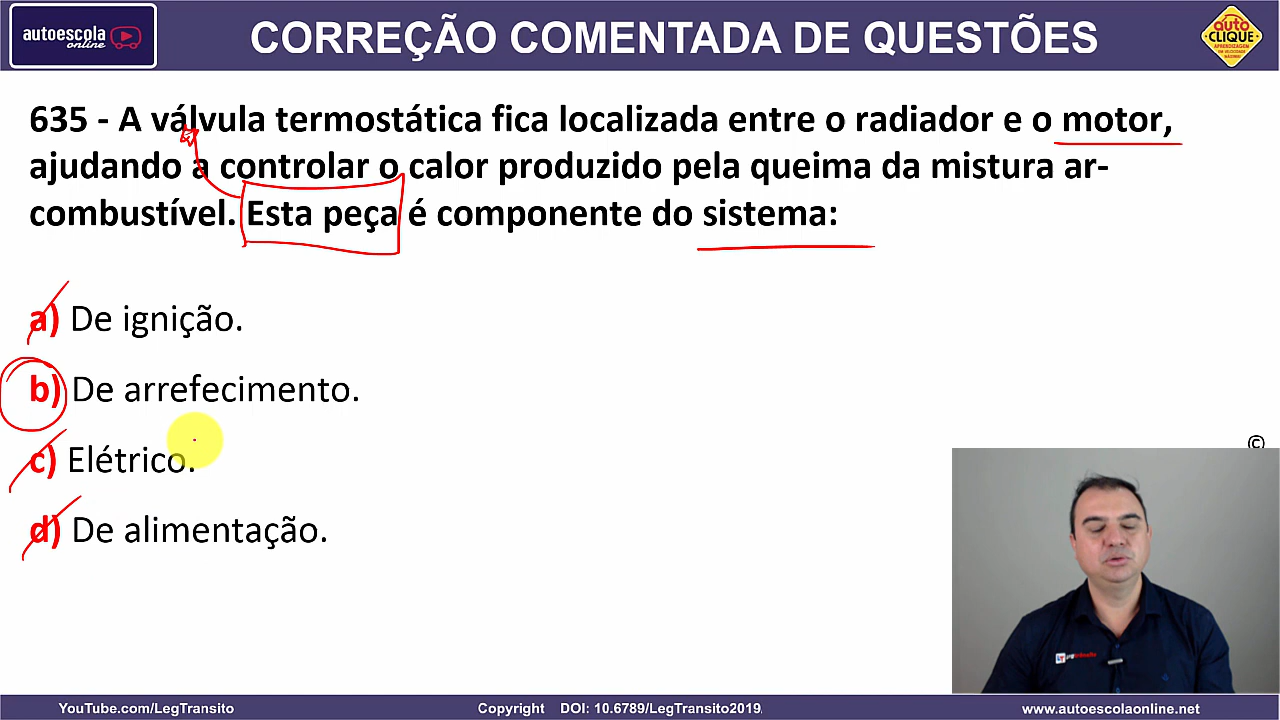 autoescola
online
CORREÇÃO COMENTADA DE QUESTÕES
auto
CLIQUE
635 - A válvula termostática fica localizada entre o radiador e o motor,
ajudando a controlar o calor produzido pela queima da mistura ar-
combustível. Esta peça é componente do sistema:
a) De ignição.
b) De arrefecimento.
c) Elétrico.
d) De alimentação.
©
YouTube.com/LegTransito
Copyright DOI: 10.6789/LegTransito2019
www.autoescolaonline.net